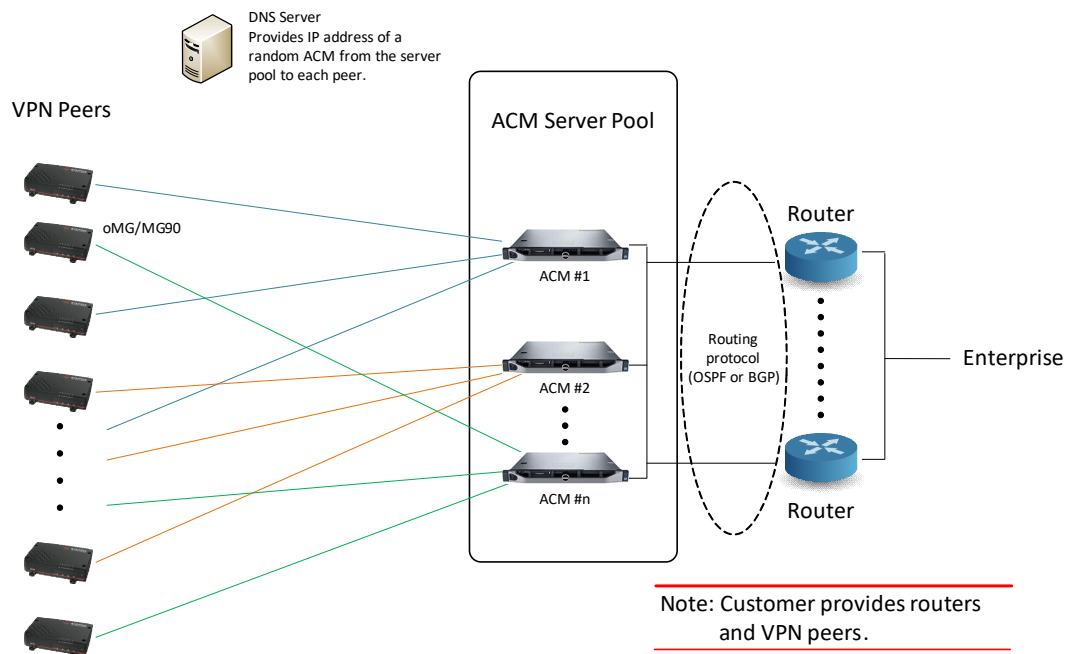 DNS Server
Provides IP address of a
random ACM from the server
pool to each peer.
VPN Peers
ACM Server Pool
oMG/MG90
ACM #1
ACM #2
ACM #n
Routing
protocol
(OSPF or BGP)
Router
Router
Enterprise
Note: Customer provides routers
and VPN peers.